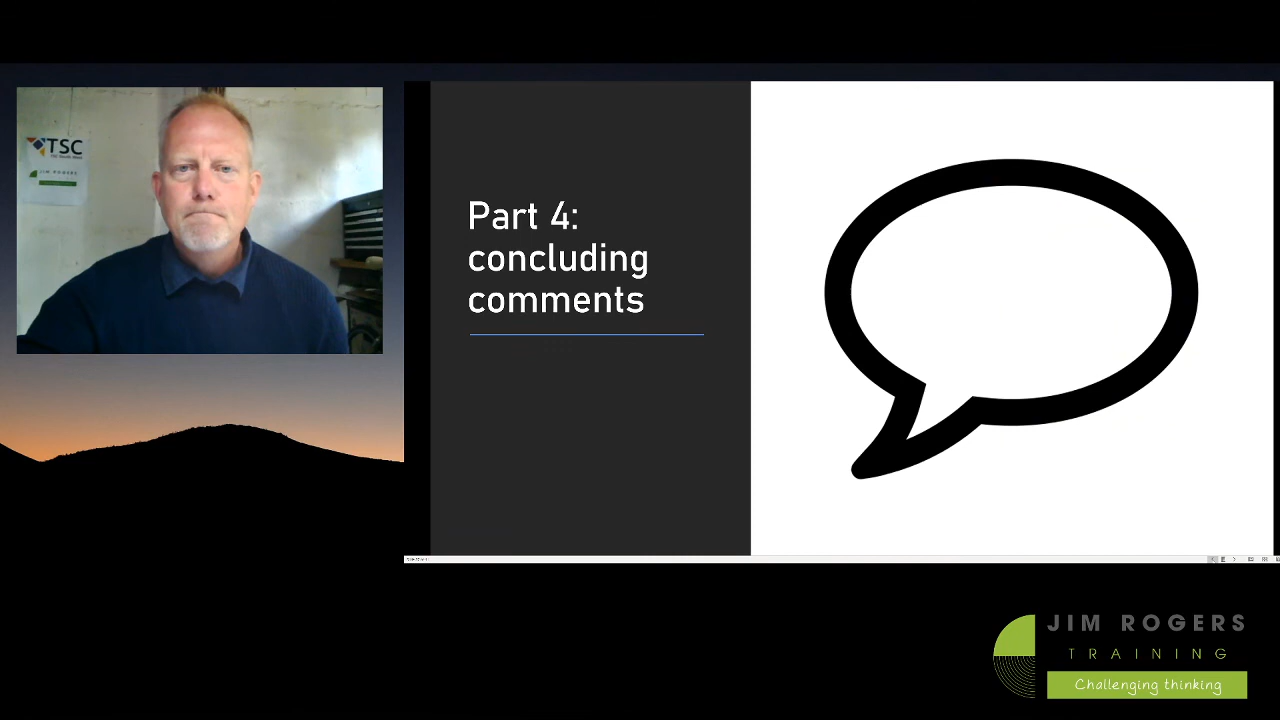 TSC
JIM ROGERS
Part 4:
concluding
comments
JIM ROGERS
TRAINING
Challenging thinking